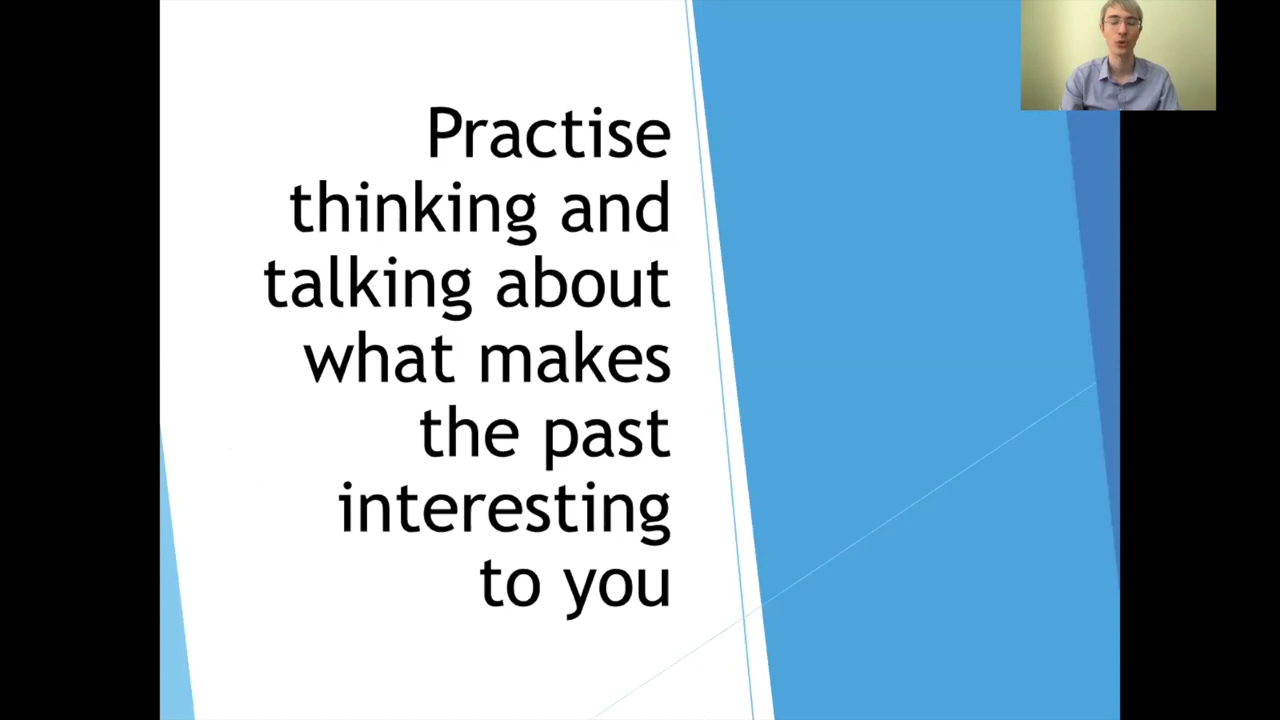 Practise
thinking and
talking about
what makes
the past
interesting
to you